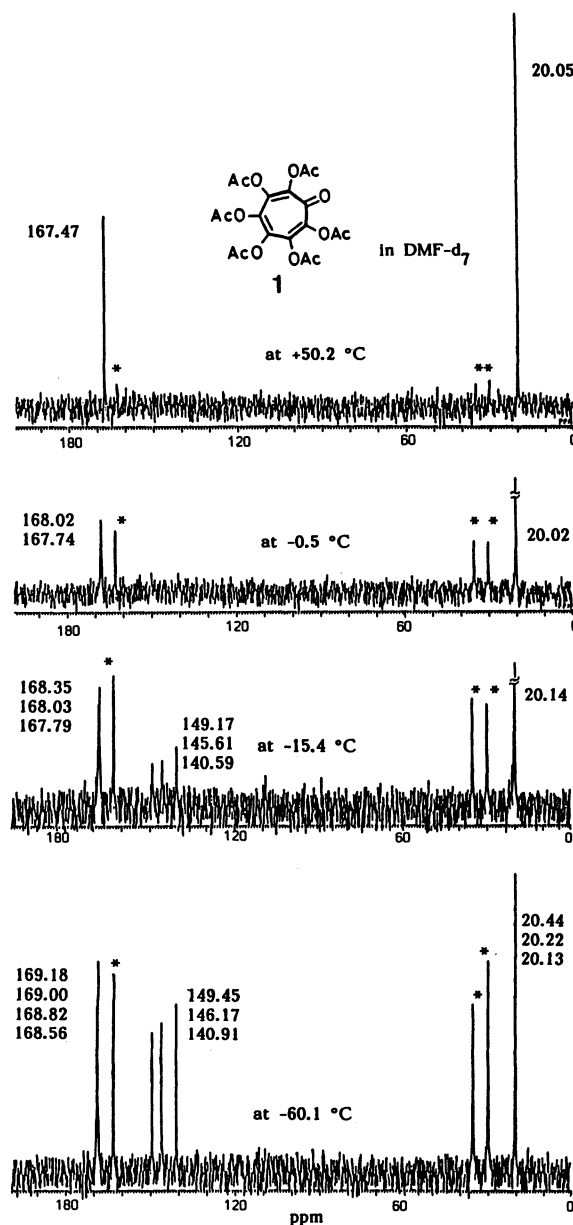 20.05
AcO OAc
AcO O
167.47
AcO OAc
AcO OAc
1
in DMF-d7
at +50.2 °C
*
* *
180 120 60 0
168.02
167.74
*
at -0.5 °C
* *
20.02
180 120 60 0
168.35
168.03
167.79
*
149.17
145.61
140.59
at -15.4 °C
* *
20.14
180 120 60 0
169.18
169.00
168.82
168.56
*
149.45
146.17
140.91
* *
20.44
20.22
20.13
at -60.1 °C
180 120 60 0
ppm